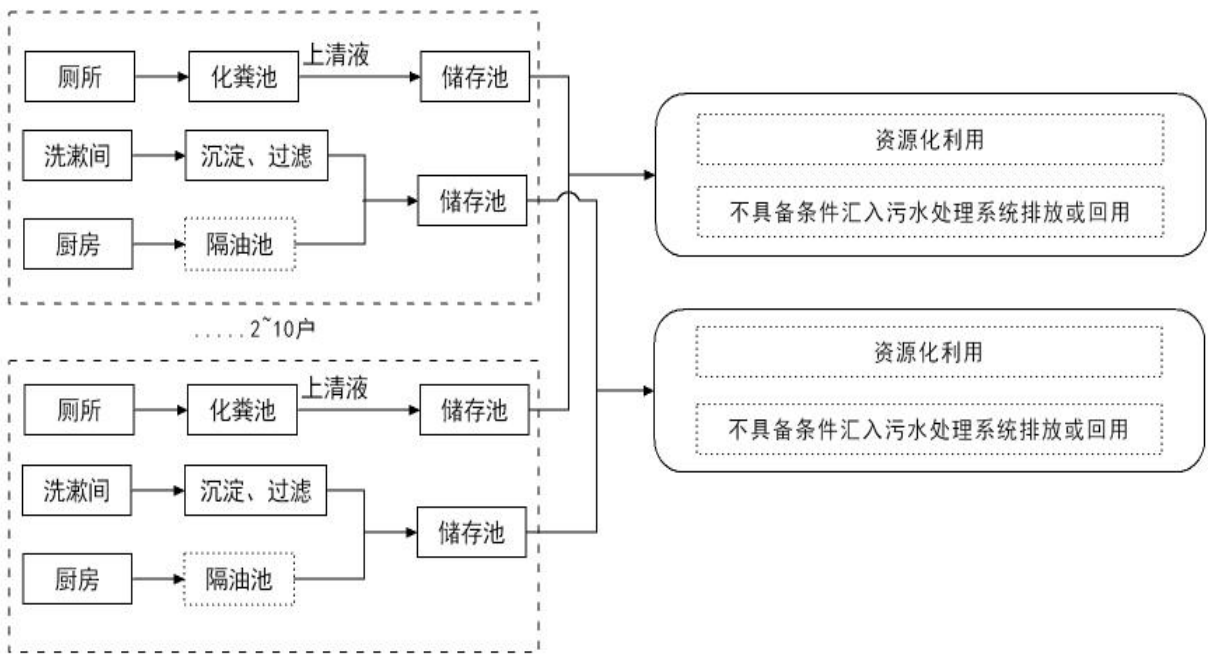 厕所
化粪池
上清液
储存池
洗漱间
沉淀、过滤
储存池
厨房
隔油池
.....2~10户
厕所
化粪池
上清液
储存池
洗漱间
沉淀、过滤
储存池
厨房
隔油池
资源化利用
不具备条件汇入污水处理系统排放或回用
资源化利用
不具备条件汇入污水处理系统排放或回用